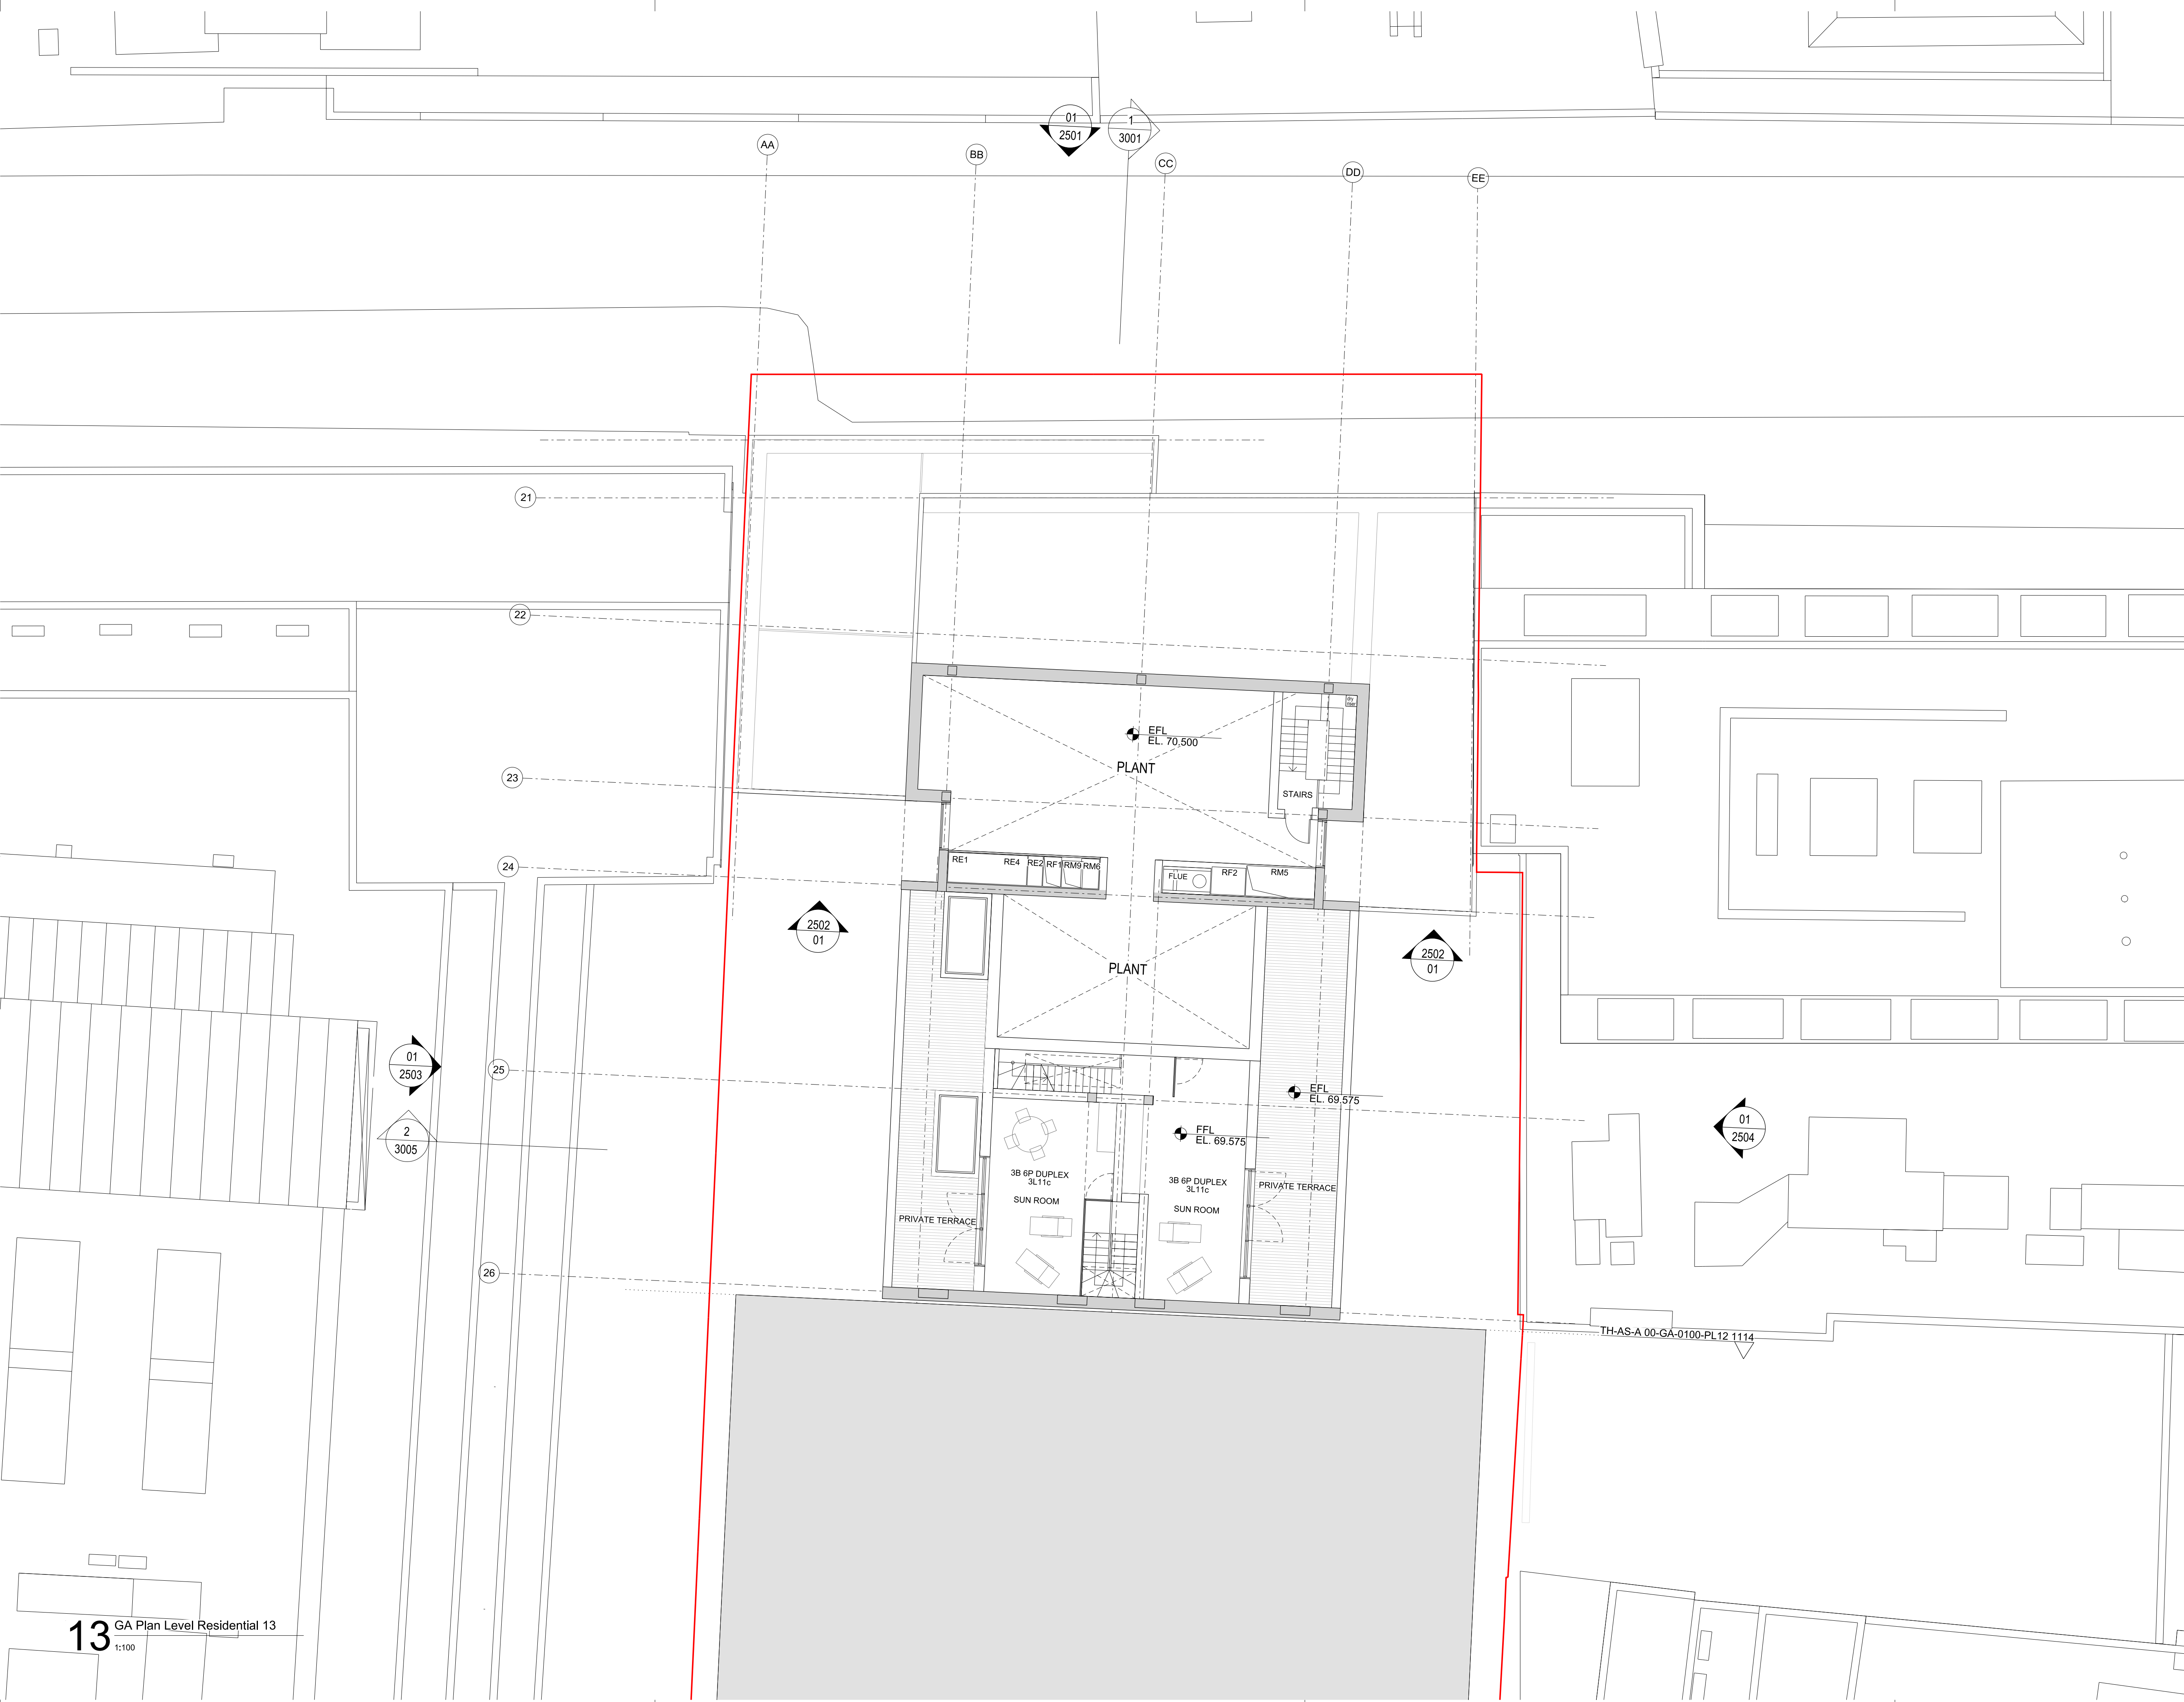 01
2501
1
3001
AA
BB
CC
DD
EE
21
22
dry
riser
EFL
EL. 70,500
PLANT
23
STAIRS
24
RE1
RE4
RE2
RF1
RM9
RM6
FLUE
RF2
RM5
2502
01
2502
01
PLANT
01
2503
25
EFL
EL. 69.575
2
3005
FFL
EL. 69.575
01
2504
3B 6P DUPLEX
3L11c
SUN ROOM
3B 6P DUPLEX
3L11c
SUN ROOM
PRIVATE TERRACE
PRIVATE TERRACE
26
TH-AS-A 00-GA-0100-PL12 1114
13
GA Plan Level Residential 13
1:100